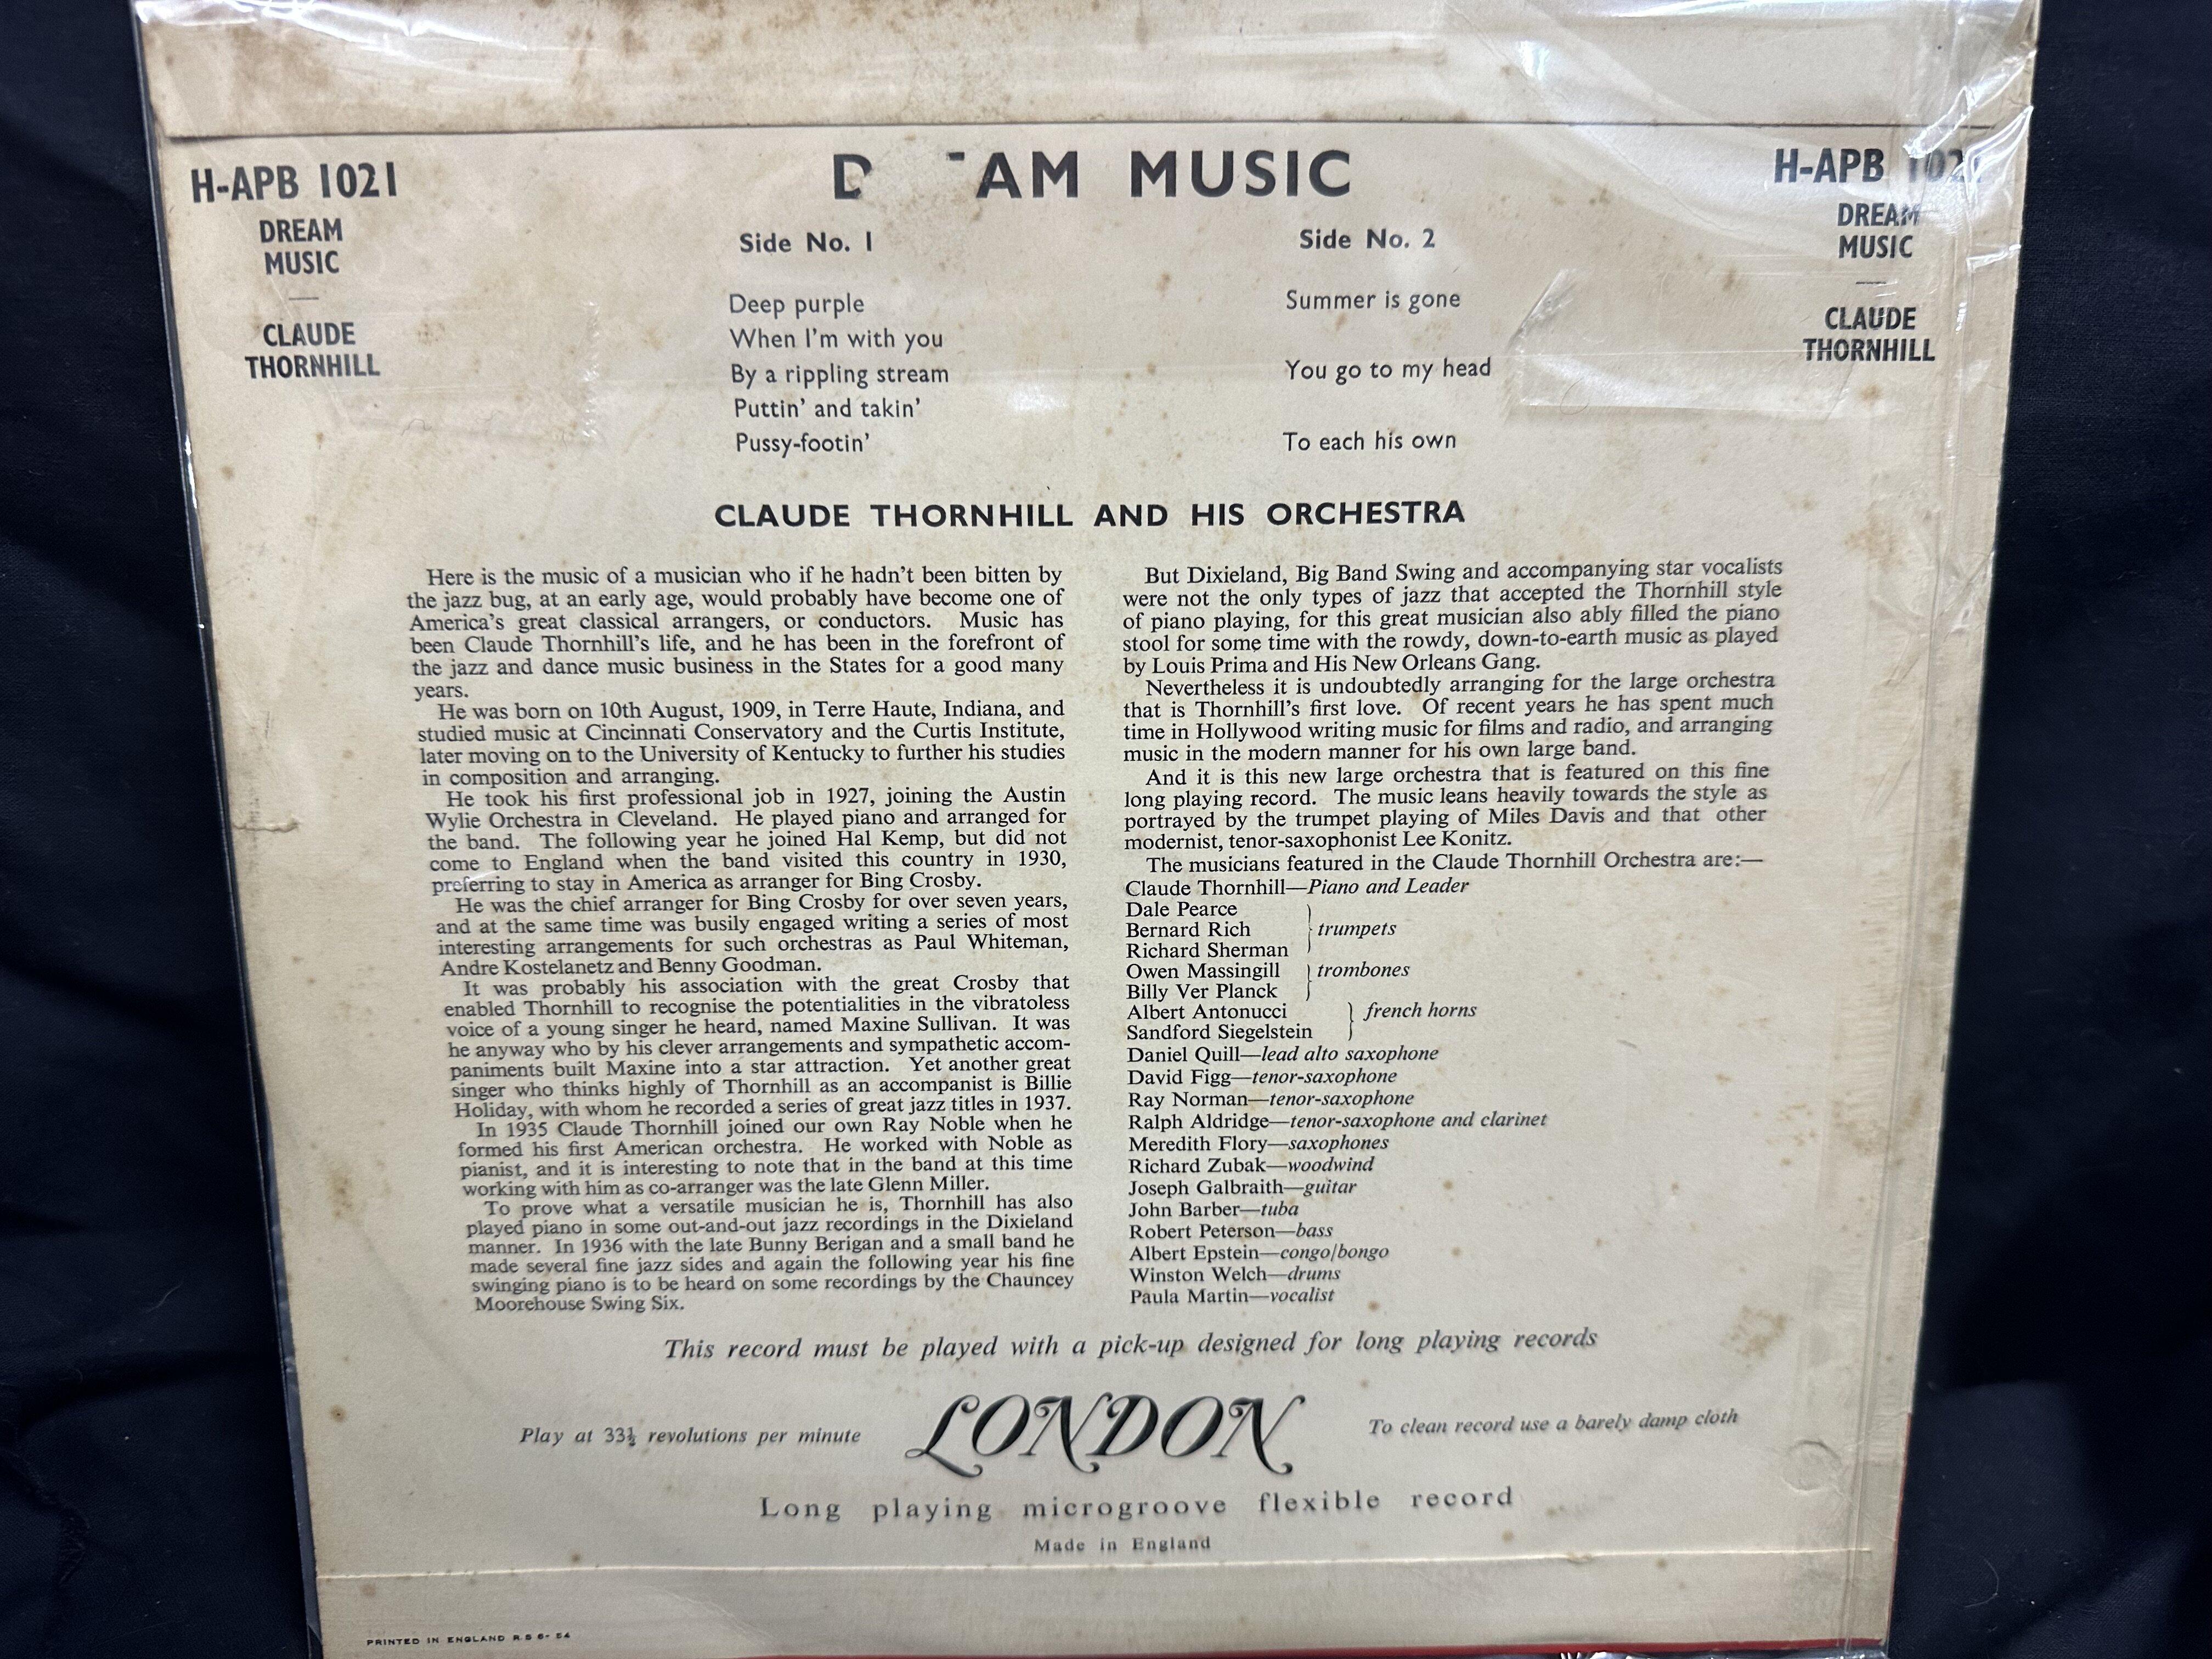 H-APB 1021
DREAM
MUSIC
CLAUDE
THORNHILL
D AM MUSIC
H-APB 1021
DREAM
MUSIC
CLAUDE
THORNHILL
Side No. 1
Deep purple
When I'm with you
By a rippling stream
Puttin' and takin'
Pussy-footin'
Side No. 2
Summer is gone
You go to my head
To each his own
CLAUDE THORNHILL AND HIS ORCHESTRA
Here is the music of a musician who if he hadn't been bitten by
the jazz bug, at an early age, would probably have become one of
America's great classical arrangers, or conductors. Music has
been Claude Thornhill's life, and he has been in the forefront of
the jazz and dance music business in the States for a good many
years.
He was born on 10th August, 1909, in Terre Haute, Indiana, and
studied music at Cincinnati Conservatory and the Curtis Institute,
later moving on to the University of Kentucky to further his studies
in composition and arranging.
He took his first professional job in 1927, joining the Austin
Wylie Orchestra in Cleveland. He played piano and arranged for
the band. The following year he joined Hal Kemp, but did not
come to England when the band visited this country in 1930,
preferring to stay in America as arranger for Bing Crosby.
He was the chief arranger for Bing Crosby for over seven years,
and at the same time was busily engaged writing a series of most
interesting arrangements for such orchestras as Paul Whiteman,
Andre Kostelanetz and Benny Goodman.
It was probably his association with the great Crosby that
enabled Thornhill to recognise the potentialities in the vibratoless
voice of a young singer he heard, named Maxine Sullivan. It was
he anyway who by his clever arrangements and sympathetic accom-
paniments built Maxine into a star attraction. Yet another great
singer who thinks highly of Thornhill as an accompanist is Billie
Holiday, with whom he recorded a series of great jazz titles in 1937.
In 1935 Claude Thornhill joined our own Ray Noble when he
formed his first American orchestra. He worked with Noble as
pianist, and it is interesting to note that in the band at this time
working with him as co-arranger was the late Glenn Miller.
To prove what a versatile musician he is, Thornhill has also
played piano in some out-and-out jazz recordings in the Dixieland
manner. In 1936 with the late Bunny Berigan and a small band he
made several fine jazz sides and again the following year his fine
swinging piano is to be heard on some recordings by the Chauncey
Moorehouse Swing Six.
But Dixieland, Big Band Swing and accompanying star vocalists
were not the only types of jazz that accepted the Thornhill style
of piano playing, for this great musician also ably filled the piano
stool for some time with the rowdy, down-to-earth music as played
by Louis Prima and His New Orleans Gang.
Nevertheless it is undoubtedly arranging for the large orchestra
that is Thornhill's first love. Of recent years he has spent much
time in Hollywood writing music for films and radio, and arranging
music in the modern manner for his own large band.
And it is this new large orchestra that is featured on this fine
long playing record. The music leans heavily towards the style as
portrayed by the trumpet playing of Miles Davis and that other
modernist, tenor-saxophonist Lee Konitz.
The musicians featured in the Claude Thornhill Orchestra are:—
Claude Thornhill—Piano and Leader
Dale Pearce
Bernard Rich } trumpets
Richard Sherman
Owen Massingill } trombones
Billy Ver Planck
Albert Antonucci } french horns
Sandford Siegelstein
Daniel Quill—lead alto saxophone
David Figg—tenor-saxophone
Ray Norman—tenor-saxophone
Ralph Aldridge—tenor-saxophone and clarinet
Meredith Flory—saxophones
Richard Zubak—woodwind
Joseph Galbraith—guitar
John Barber—tuba
Robert Peterson—bass
Albert Epstein—congo/bongo
Winston Welch—drums
Paula Martin—vocalist
This record must be played with a pick-up designed for long playing records
Play at 33⅓ revolutions per minute
LONDON
To clean record use a barely damp cloth
Long playing microgroove flexible record
Made in England
PRINTED IN ENGLAND R.S 6-54